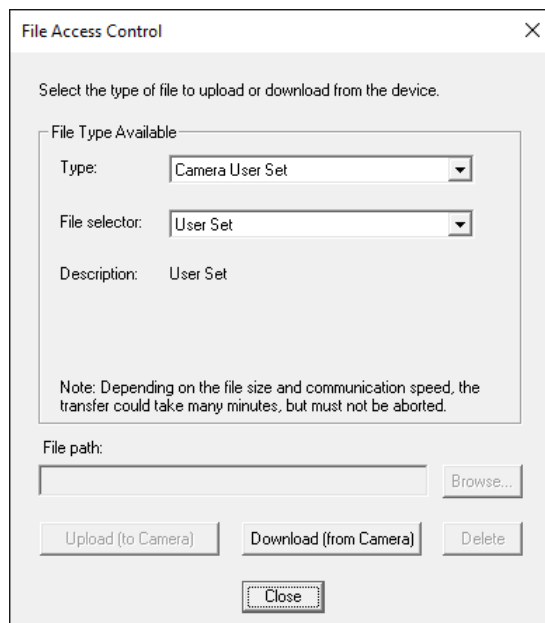 File Access Control
Select the type of file to upload or download from the device.
File Type Available
Type: Camera User Set
File selector: User Set
Description: User Set
Note: Depending on the file size and communication speed, the
transfer could take many minutes, but must not be aborted.
File path:
Browse...
Upload (to Camera) Download (from Camera) Delete
Close